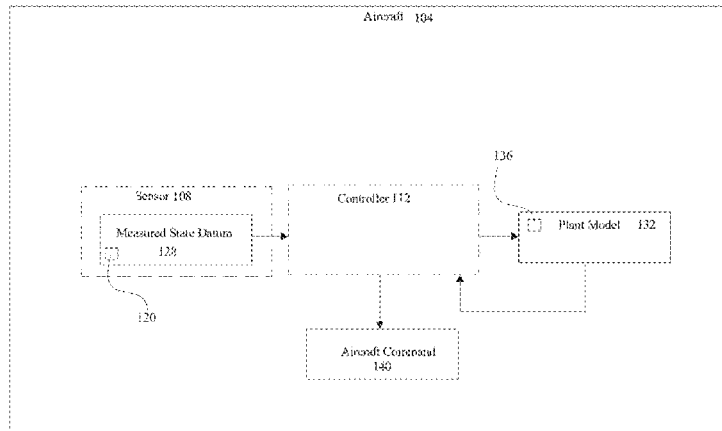 Aircraft 104
136
Sensor 108
Controller 112
Plant Model 132
Measured State Datum
128
120
Aircraft Command
140